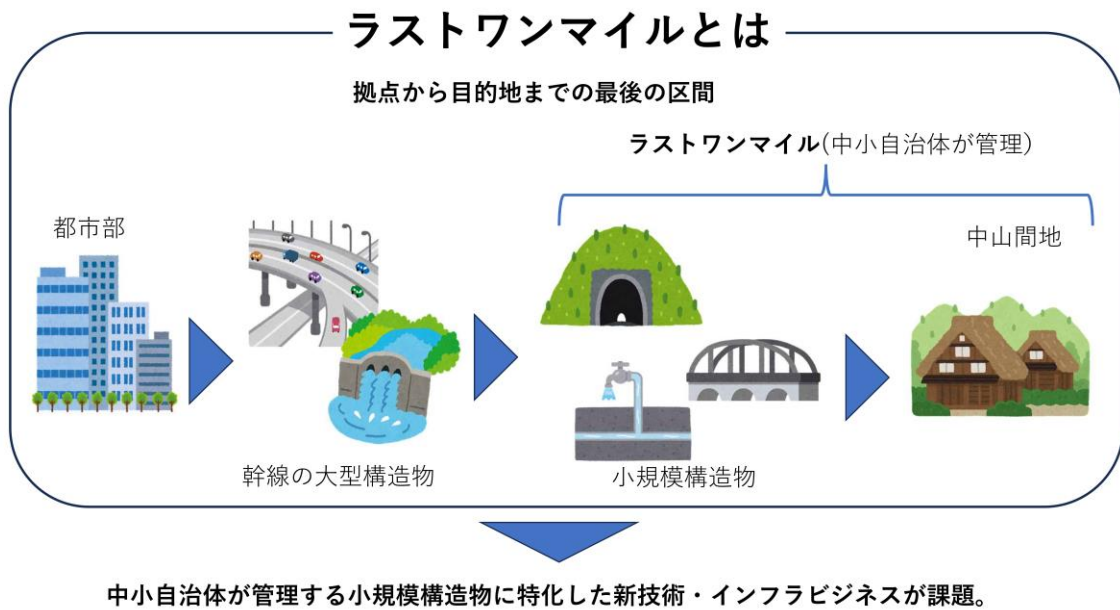 ラストワンマイルとは
拠点から目的地までの最後の区間
ラストワンマイル(中小自治体が管理)
都市部
中山間地
幹線の大型構造物
小規模構造物
中小自治体が管理する小規模構造物に特化した新技術・インフラビジネスが課題。